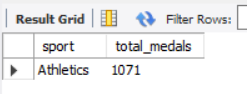 Result Grid Filter Rows:
sport total_medals
Athletics 1071